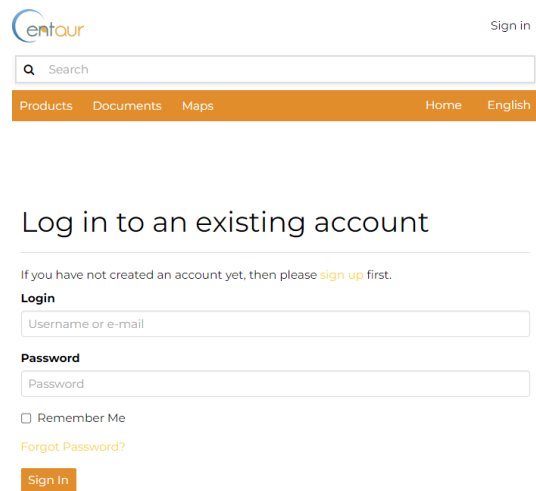 Centaur
Sign in
Search
Products Documents Maps Home English
Log in to an existing account
If you have not created an account yet, then please sign up first.
Login
Username or e-mail
Password
Password
Remember Me
Forgot Password?
Sign In